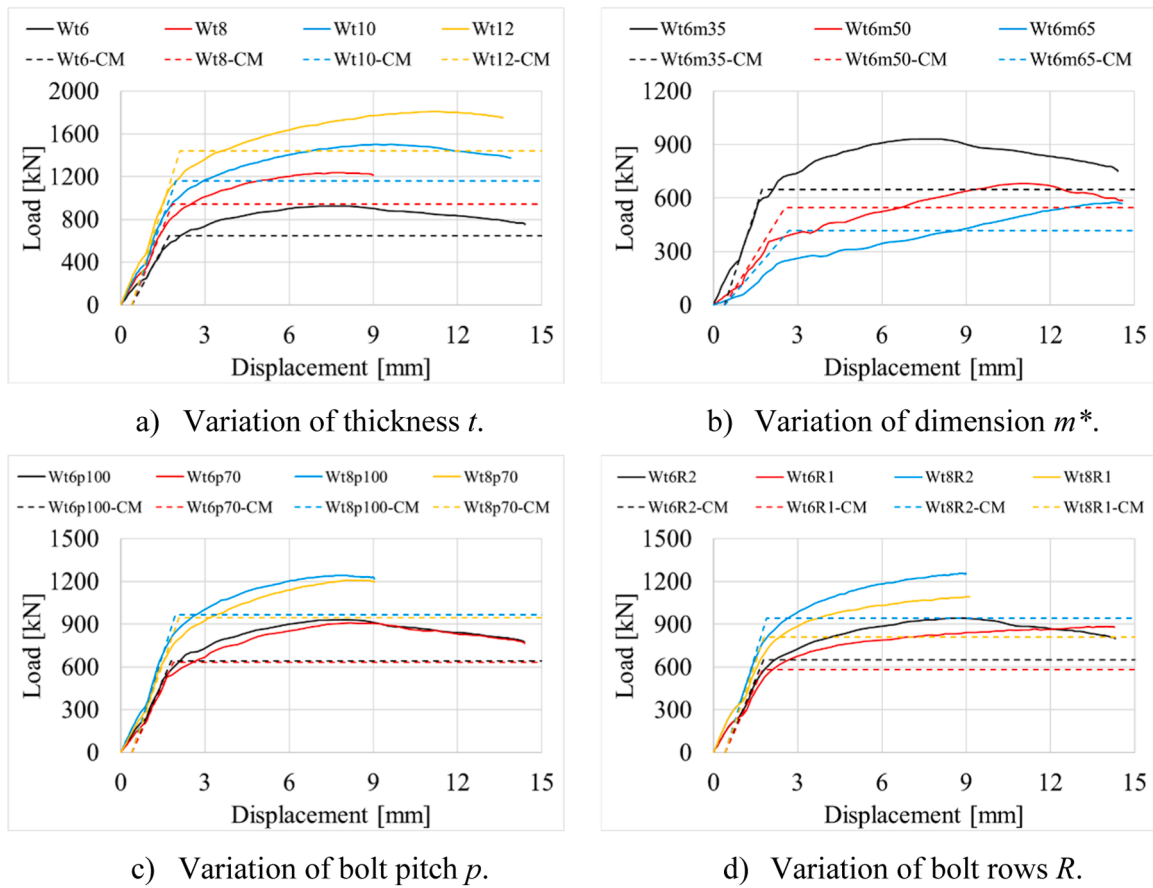 Wt6 Wt8 Wt10 Wt12
Wt6-CM Wt8-CM Wt10-CM Wt12-CM
2000
1600
1200
800
400
0
Load [kN]
0 3 6 9 12 15
Displacement [mm]
a) Variation of thickness t.
Wt6m35 Wt6m50 Wt6m65
Wt6m35-CM Wt6m50-CM Wt6m65-CM
1200
900
600
300
0
Load [kN]
0 3 6 9 12 15
Displacement [mm]
b) Variation of dimension m*.
Wt6p100 Wt6p70 Wt8p100 Wt8p70
Wt6p100-CM Wt6p70-CM Wt8p100-CM Wt8p70-CM
1500
1200
900
600
300
0
Load [kN]
0 3 6 9 12 15
Displacement [mm]
c) Variation of bolt pitch p.
Wt6R2 Wt6R1 Wt8R2 Wt8R1
Wt6R2-CM Wt6R1-CM Wt8R2-CM Wt8R1-CM
1500
1200
900
600
300
0
Load [kN]
0 3 6 9 12 15
Displacement [mm]
d) Variation of bolt rows R.